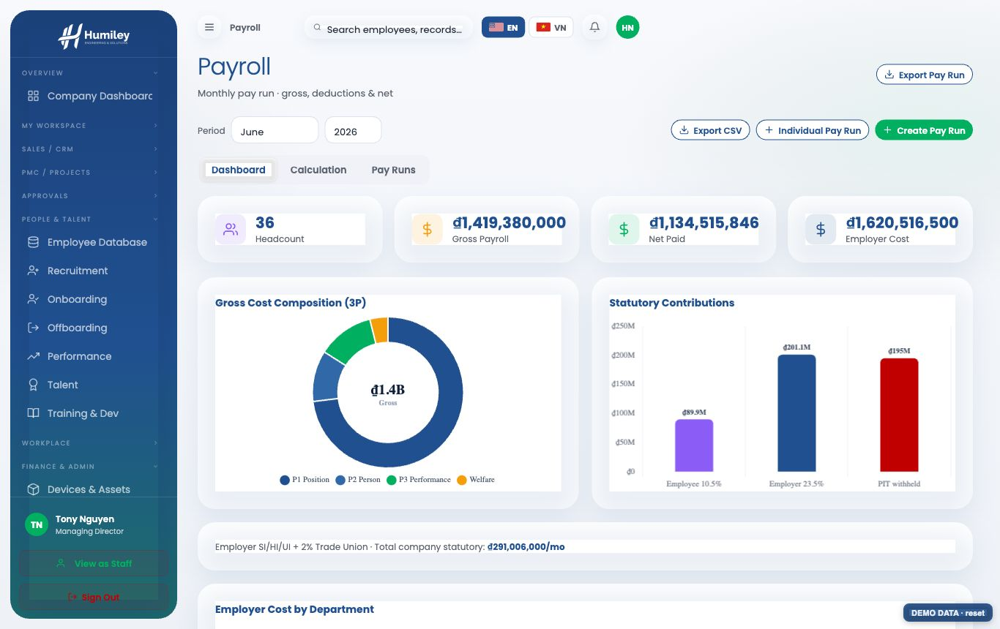 Humiley
ENGINEERING & SOLUTIONS
OVERVIEW
Company Dashboard
MY WORKSPACE
SALES / CRM
PMC / PROJECTS
APPROVALS
PEOPLE & TALENT
Employee Database
Recruitment
Onboarding
Offboarding
Performance
Talent
Training & Dev
WORKPLACE
FINANCE & ADMIN
Devices & Assets
TN
Tony Nguyen
Managing Director
View as Staff
Sign Out
Payroll
Search employees, records...
EN
VN
HN
Payroll
Monthly pay run · gross, deductions & net
Export Pay Run
Period
June
2026
Export CSV
Individual Pay Run
Create Pay Run
Dashboard
Calculation
Pay Runs
36
Headcount
₫1,419,380,000
Gross Payroll
₫1,134,515,846
Net Paid
₫1,620,516,500
Employer Cost
Gross Cost Composition (3P)
₫1.4B
Gross
P1 Position
P2 Person
P3 Performance
Welfare
Statutory Contributions
₫250M
₫200M
₫150M
₫100M
₫50M
₫0
₫89.9M
₫201.1M
₫195M
Employee 10.5%
Employer 23.5%
PIT withheld
Employer SI/HI/UI + 2% Trade Union · Total company statutory: ₫291,006,000/mo
Employer Cost by Department
DEMO DATA · reset